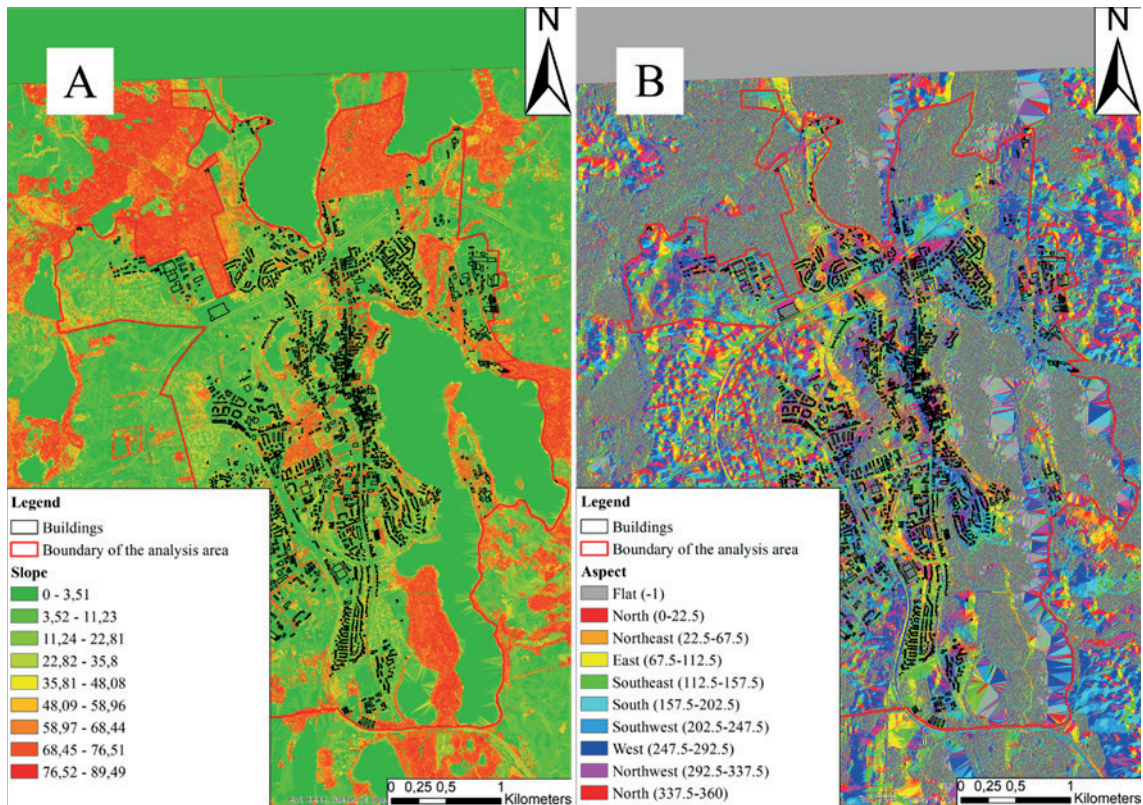 A
N
Legend
Buildings
Boundary of the analysis area
Slope
0 - 3,51
3,52 - 11,23
11,24 - 22,81
22,82 - 35,8
35,81 - 48,08
48,09 - 58,96
58,97 - 68,44
68,45 - 76,51
76,52 - 89,49
0 0,25 0,5 1
Kilometers
B
N
Legend
Buildings
Boundary of the analysis area
Aspect
Flat (-1)
North (0-22.5)
Northeast (22.5-67.5)
East (67.5-112.5)
Southeast (112.5-157.5)
South (157.5-202.5)
Southwest (202.5-247.5)
West (247.5-292.5)
Northwest (292.5-337.5)
North (337.5-360)
0 0,25 0,5 1
Kilometers